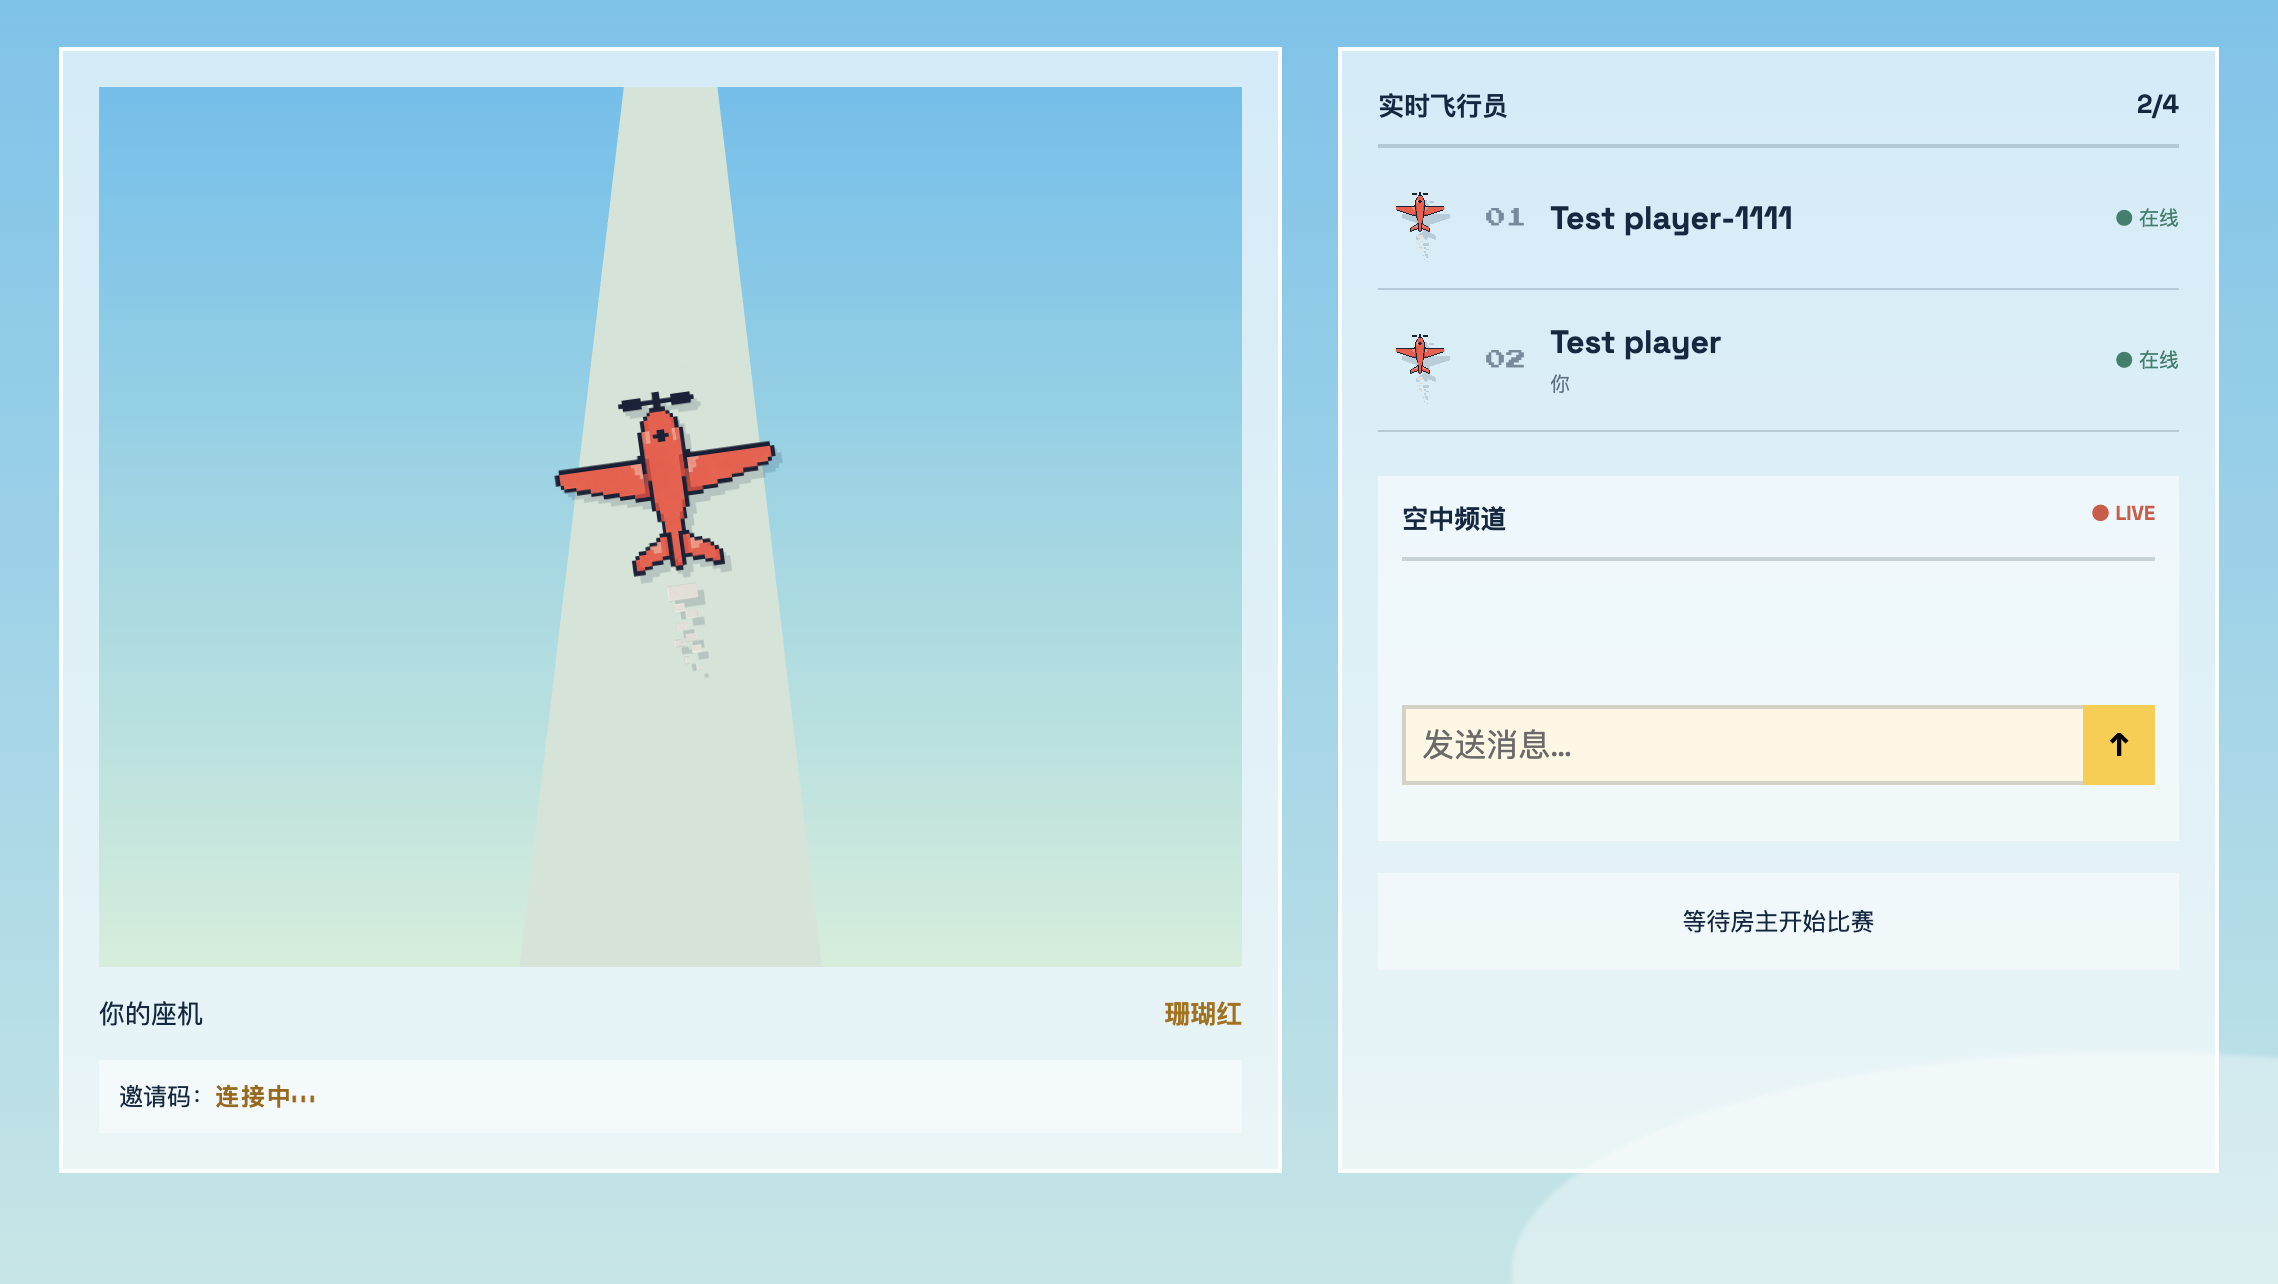 实时飞行员
2/4
01 Test player-1111
在线
02 Test player
你
在线
空中频道
LIVE
发送消息...
↑
等待房主开始比赛
你的座机
珊瑚红
邀请码：连接中...